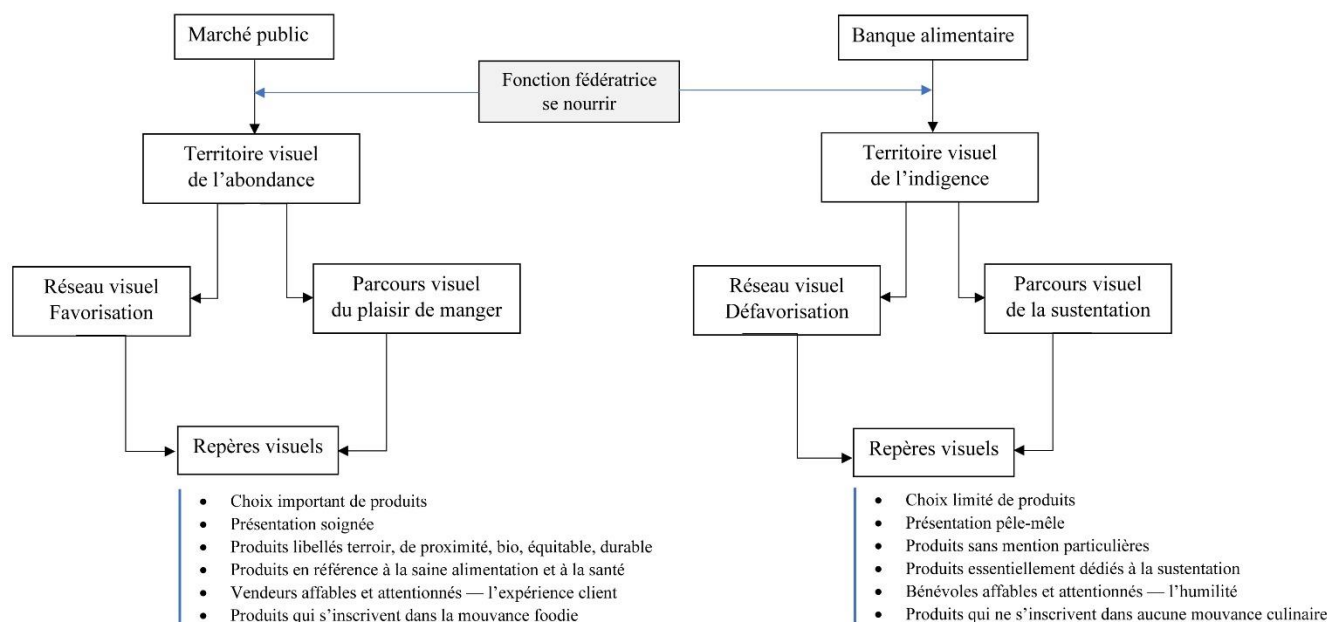 Marché public
Banque alimentaire
Fonction fédératrice
se nourrir
Territoire visuel
de l’abondance
Territoire visuel
de l’indigence
Réseau visuel
Favorisation
Parcours visuel
du plaisir de manger
Réseau visuel
Défavorisation
Parcours visuel
de la sustentation
Repères visuels
Repères visuels
• Choix important de produits
• Présentation soignée
• Produits libellés terroir, de proximité, bio, équitable, durable
• Produits en référence à la saine alimentation et à la santé
• Vendeurs affables et attentionnés — l’expérience client
• Produits qui s’inscrivent dans la mouvance foodie
• Choix limité de produits
• Présentation pêle-mêle
• Produits sans mention particulières
• Produits essentiellement dédiés à la sustentation
• Bénévoles affables et attentionnés — l’humilité
• Produits qui ne s’inscrivent dans aucune mouvance culinaire